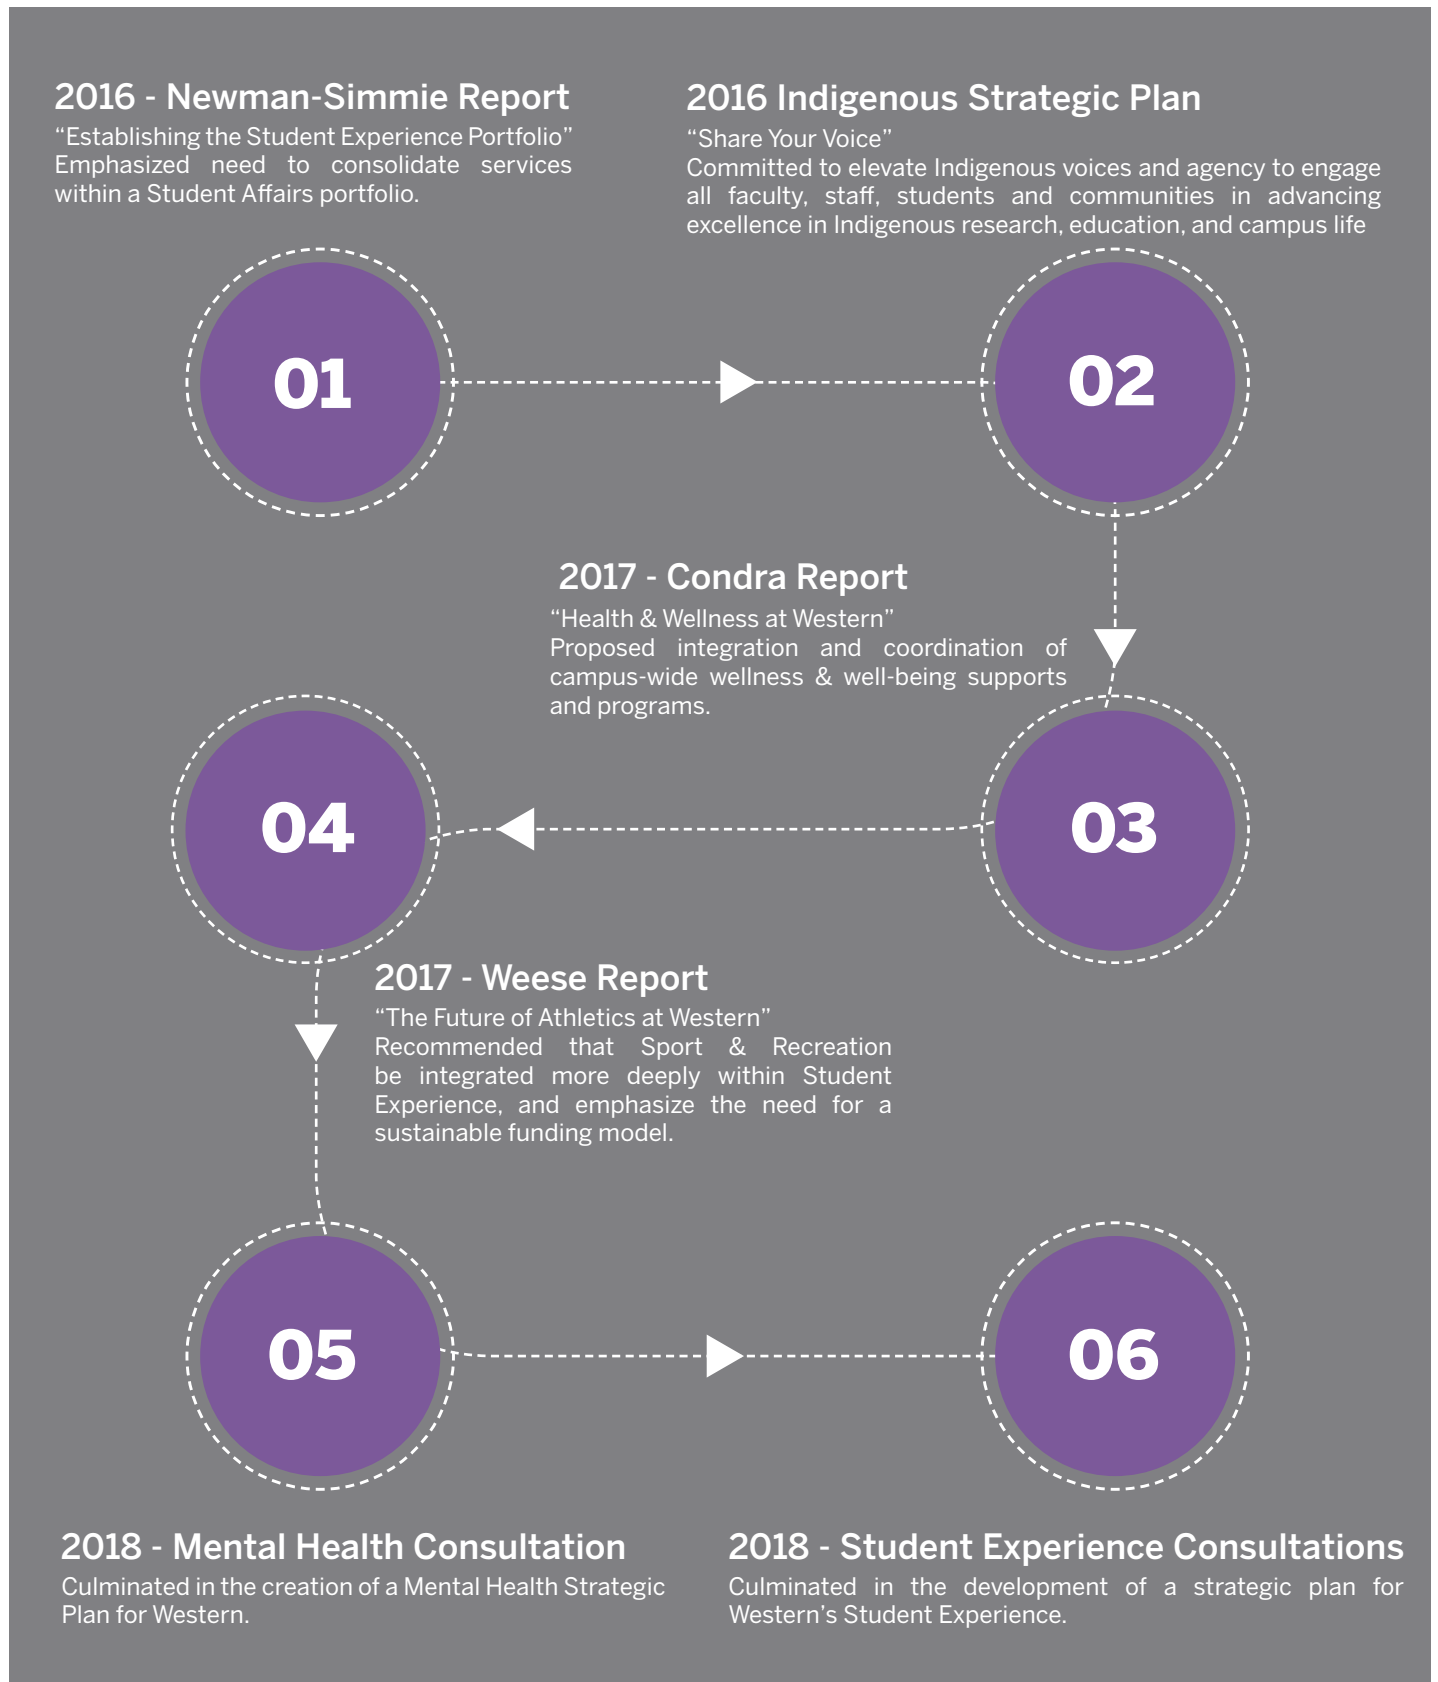 2016 - Newman-Simmie Report
“Establishing the Student Experience Portfolio”
Emphasized need to consolidate services
within a Student Affairs portfolio.
2016 Indigenous Strategic Plan
“Share Your Voice”
Committed to elevate Indigenous voices and agency to engage
all faculty, staff, students and communities in advancing
excellence in Indigenous research, education, and campus life
01
02
2017 - Condra Report
“Health & Wellness at Western”
Proposed integration and coordination of
campus-wide wellness & well-being supports
and programs.
04
03
2017 - Weese Report
“The Future of Athletics at Western”
Recommended that Sport & Recreation
be integrated more deeply within Student
Experience, and emphasize the need for a
sustainable funding model.
05
06
2018 - Mental Health Consultation
Culminated in the creation of a Mental Health Strategic
Plan for Western.
2018 - Student Experience Consultations
Culminated in the development of a strategic plan for
Western’s Student Experience.